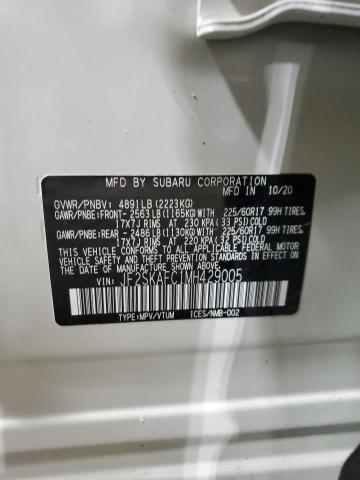 MFD. BY SUBARU CORPORATION
MFD. IN 10/20
GVWR/PNBV: 4891LB(2223KG)
GAWR/PNBE:FRONT-2563LB(1165KG)WITH 225/60R17 99H TIRES,
17X7J RIMS AT 230 KPA(33 PSI)COLD
GAWR/PNBE:REAR -2486LB(1130KG)WITH 225/60R17 99H TIRES,
17X7J RIMS AT 220 KPA(32 PSI)COLD
THIS VEHICLE CONFORMS TO ALL APPLICABLE FEDERAL MOTOR
VEHICLE SAFETY STANDARDS IN EFFECT ON THE DATE OF
MANUFACTURE SHOWN ABOVE.
VIN: JF2SKAFC1MH429005
TYPE:MPV/VTUM ICES/NMB-002